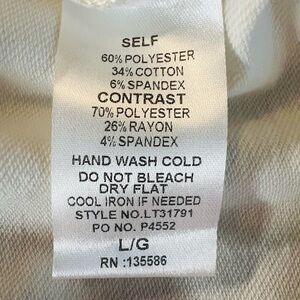 SELF
60% POLYESTER
34% COTTON
6% SPANDEX
CONTRAST
70% POLYESTER
26% RAYON
4% SPANDEX
HAND WASH COLD
DO NOT BLEACH
DRY FLAT
COOL IRON IF NEEDED
STYLE NO.LT31791
PO NO. P4552
L/G
RN :135586